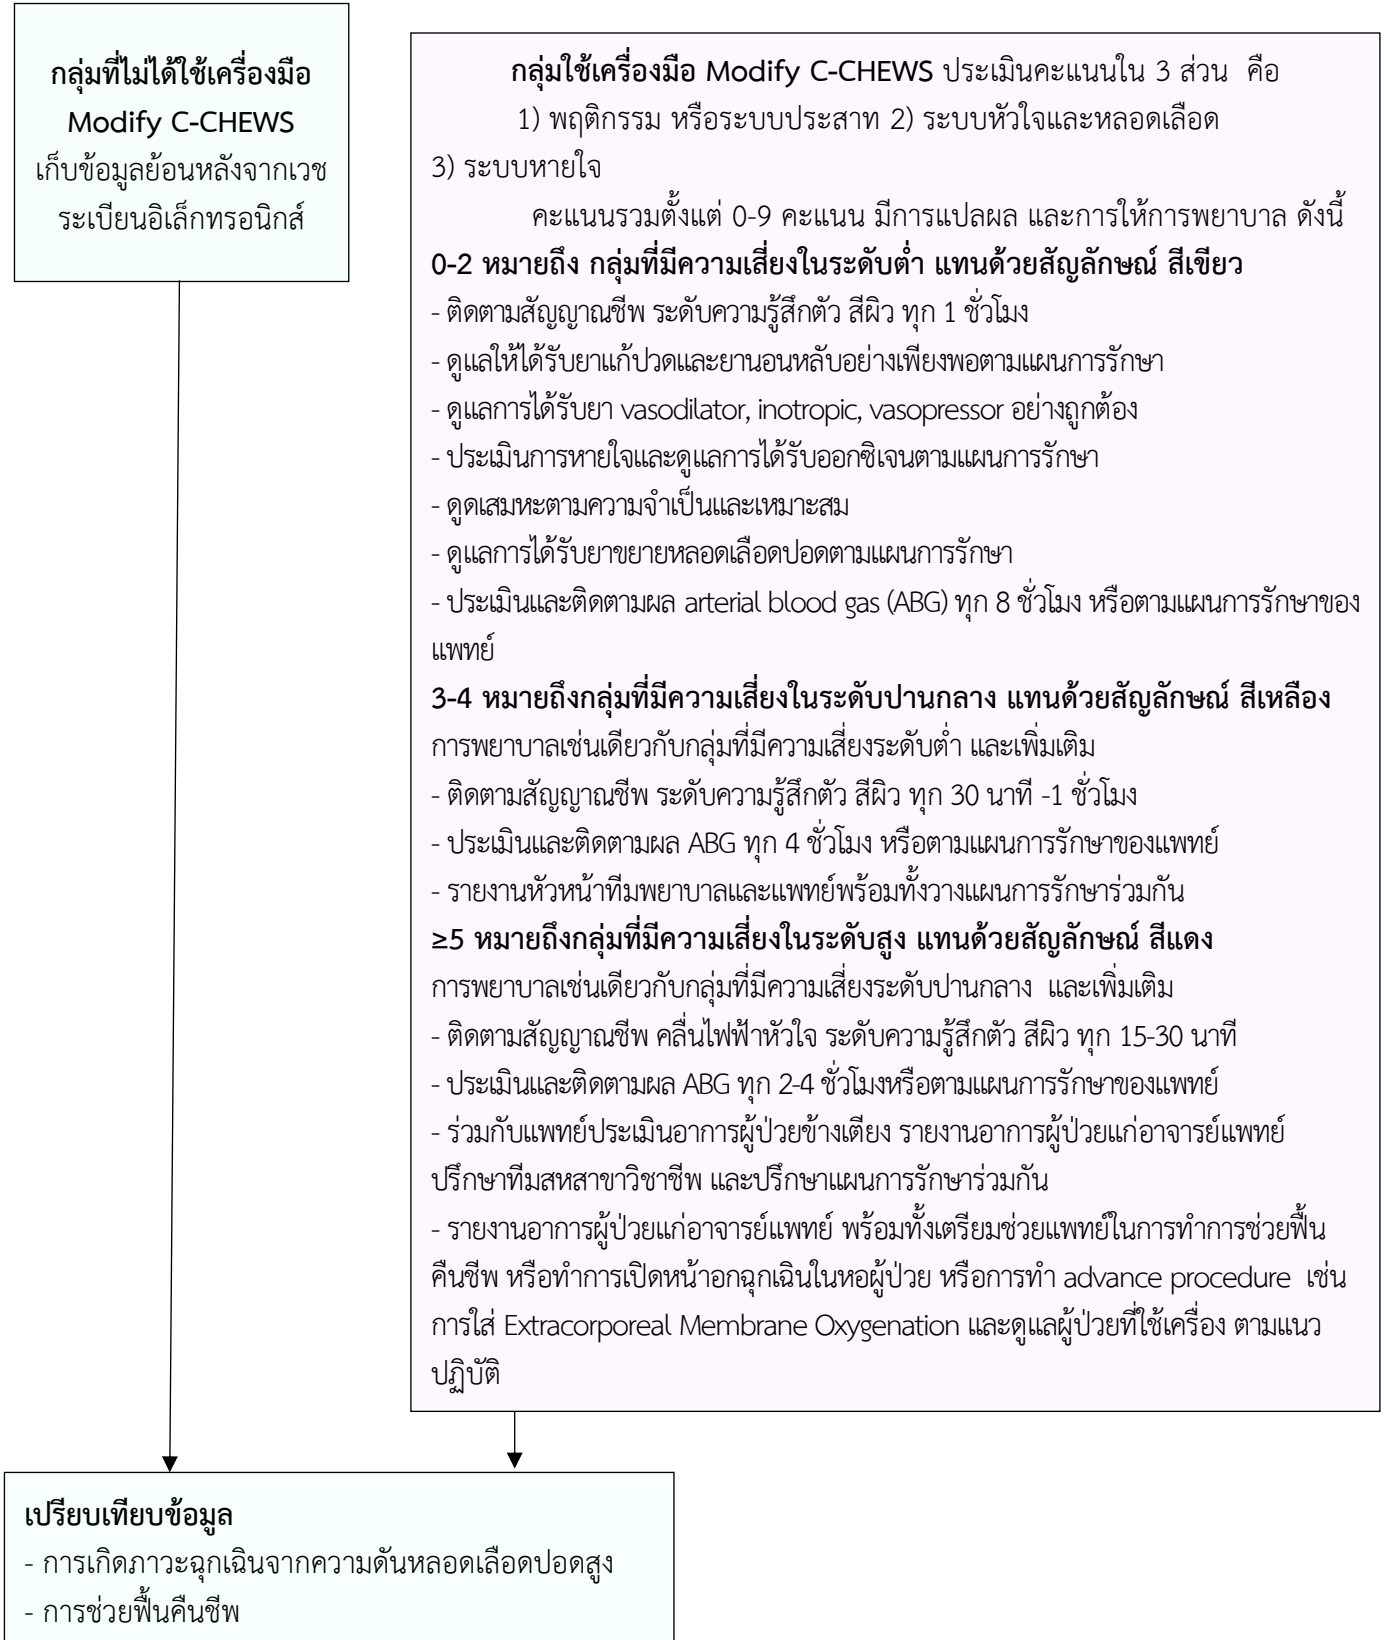 กลุ่มที่ไม่ได้ใช้เครื่องมือ
Modify C-CHEWS
เก็บข้อมูลย้อนหลังจากเวช
ระเบียนอิเล็กทรอนิกส์
กลุ่มใช้เครื่องมือ Modify C-CHEWS ประเมินคะแนนใน 3 ส่วน คือ
1) พฤติกรรม หรือระบบประสาท 2) ระบบหัวใจและหลอดเลือด
3) ระบบหายใจ
คะแนนรวมตั้งแต่ 0-9 คะแนน มีการแปลผล และการให้การพยาบาล ดังนี้
0-2 หมายถึง กลุ่มที่มีความเสี่ยงในระดับต่ำ แทนด้วยสัญลักษณ์ สีเขียว
- ติดตามสัญญาณชีพ ระดับความรู้สึกตัว สีผิว ทุก 1 ชั่วโมง
- ดูแลให้ได้รับยาแก้ปวดและยานอนหลับอย่างเพียงพอตามแผนการรักษา
- ดูแลการได้รับยา vasodilator, inotropic, vasopressor อย่างถูกต้อง
- ประเมินการหายใจและดูแลการได้รับออกซิเจนตามแผนการรักษา
- ดูดเสมหะตามความจำเป็นและเหมาะสม
- ดูแลการได้รับยาขยายหลอดเลือดปอดตามแผนการรักษา
- ประเมินและติดตามผล arterial blood gas (ABG) ทุก 8 ชั่วโมง หรือตามแผนการรักษาของ
แพทย์
3-4 หมายถึงกลุ่มที่มีความเสี่ยงในระดับปานกลาง แทนด้วยสัญลักษณ์ สีเหลือง
การพยาบาลเช่นเดียวกับกลุ่มที่มีความเสี่ยงระดับต่ำ และเพิ่มเติม
- ติดตามสัญญาณชีพ ระดับความรู้สึกตัว สีผิว ทุก 30 นาที -1 ชั่วโมง
- ประเมินและติดตามผล ABG ทุก 4 ชั่วโมง หรือตามแผนการรักษาของแพทย์
- รายงานหัวหน้าทีมพยาบาลและแพทย์พร้อมทั้งวางแผนการรักษาร่วมกัน
≥5 หมายถึงกลุ่มที่มีความเสี่ยงในระดับสูง แทนด้วยสัญลักษณ์ สีแดง
การพยาบาลเช่นเดียวกับกลุ่มที่มีความเสี่ยงระดับปานกลาง และเพิ่มเติม
- ติดตามสัญญาณชีพ คลื่นไฟฟ้าหัวใจ ระดับความรู้สึกตัว สีผิว ทุก 15-30 นาที
- ประเมินและติดตามผล ABG ทุก 2-4 ชั่วโมงหรือตามแผนการรักษาของแพทย์
- ร่วมกับแพทย์ประเมินอาการผู้ป่วยข้างเตียง รายงานอาการผู้ป่วยแก่อาจารย์แพทย์
ปรึกษาทีมสหสาขาวิชาชีพ และปรึกษาแผนการรักษาร่วมกัน
- รายงานอาการผู้ป่วยแก่อาจารย์แพทย์ พร้อมทั้งเตรียมช่วยแพทย์ในการทำการช่วยฟื้น
คืนชีพ หรือทำการเปิดหน้าอกฉุกเฉินในหอผู้ป่วย หรือการทำ advance procedure เช่น
การใส่ Extracorporeal Membrane Oxygenation และดูแลผู้ป่วยที่ใช้เครื่อง ตามแนว
ปฏิบัติ
เปรียบเทียบข้อมูล
- การเกิดภาวะฉุกเฉินจากความดันหลอดเลือดปอดสูง
- การช่วยฟื้นคืนชีพ